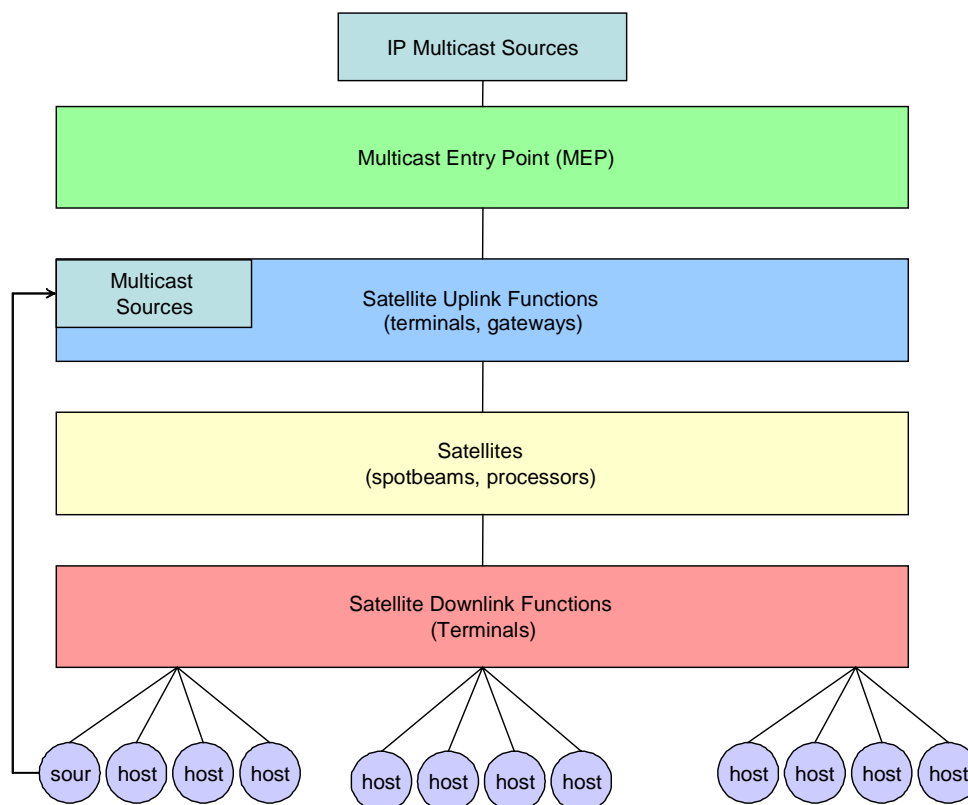 IP Multicast Sources
Multicast Entry Point (MEP)
Multicast
Sources
Satellite Uplink Functions
(terminals, gateways)
Satellites
(spotbeams, processors)
Satellite Downlink Functions
(Terminals)
sour
host
host
host
host
host
host
host
host
host
host
host